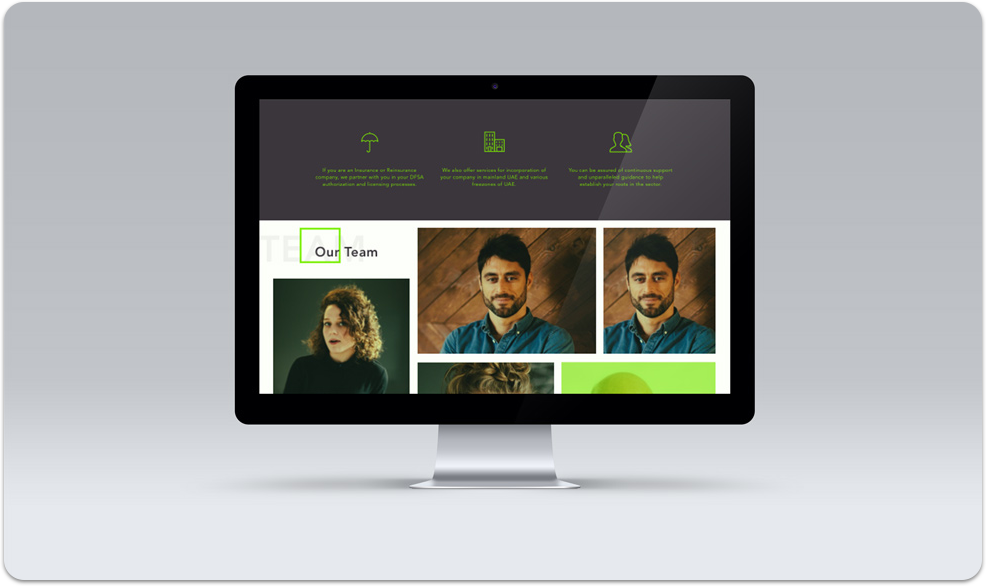 If you are an Insurance or Reinsurance
company, we partner with you in your DFSA
authorization and licensing processes.
We also offer services for incorporation of
your company in mainland UAE and various
freezones of UAE.
You can be assured of continuous support
and unparalleled guidance to help
establish your roots in the sector.
TEAM
Our Team